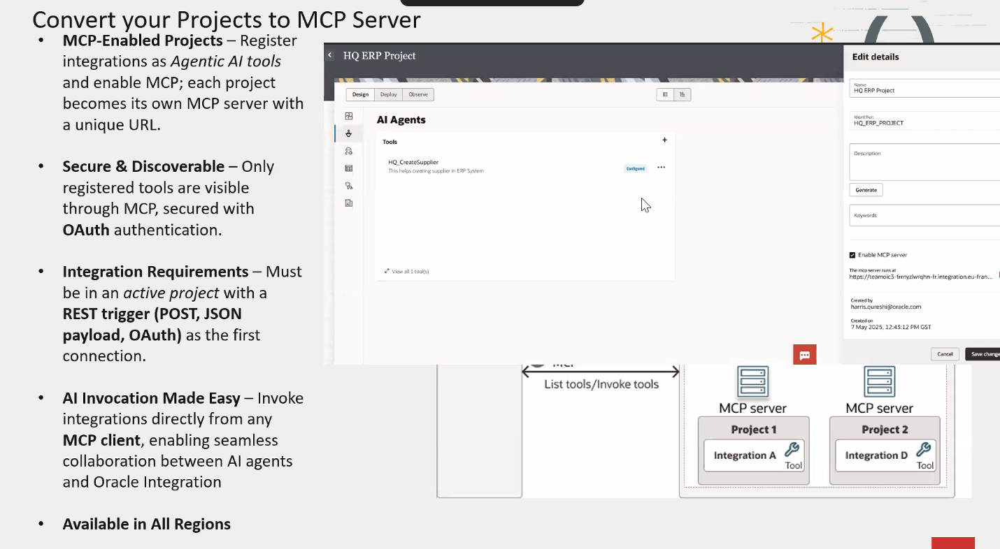 Convert your Projects to MCP Server
• MCP-Enabled Projects – Register
integrations as Agentic AI tools
and enable MCP; each project
becomes its own MCP server with
a unique URL.
• Secure & Discoverable – Only
registered tools are visible
through MCP, secured with
OAuth authentication.
• Integration Requirements – Must
be in an active project with a
REST trigger (POST, JSON
payload, OAuth) as the first
connection.
• AI Invocation Made Easy – Invoke
integrations directly from any
MCP client, enabling seamless
collaboration between AI agents
and Oracle Integration
• Available in All Regions
HQ ERP Project
Design Deploy Observe
AI Agents
Tools
+
HQ_CreateSupplier
This helps creating supplier in ERP System
Configured
View all 1 tool(s)
Edit details
Name
HQ ERP Project
Identifier:
HQ_ERP_PROJECT
Description
Generate
Keywords
Enable MCP server
The mcp server runs at
https://teamoic3-frrnyzlwrqhn-fr.integration.eu-fran...
Created by
harris.qureshi@oracle.com
Created on
7 May 2025, 12:43:12 PM GST
Cancel Save change
MCP
List tools/Invoke tools
MCP server MCP server
Project 1 Project 2
Integration A Integration D
Tool Tool